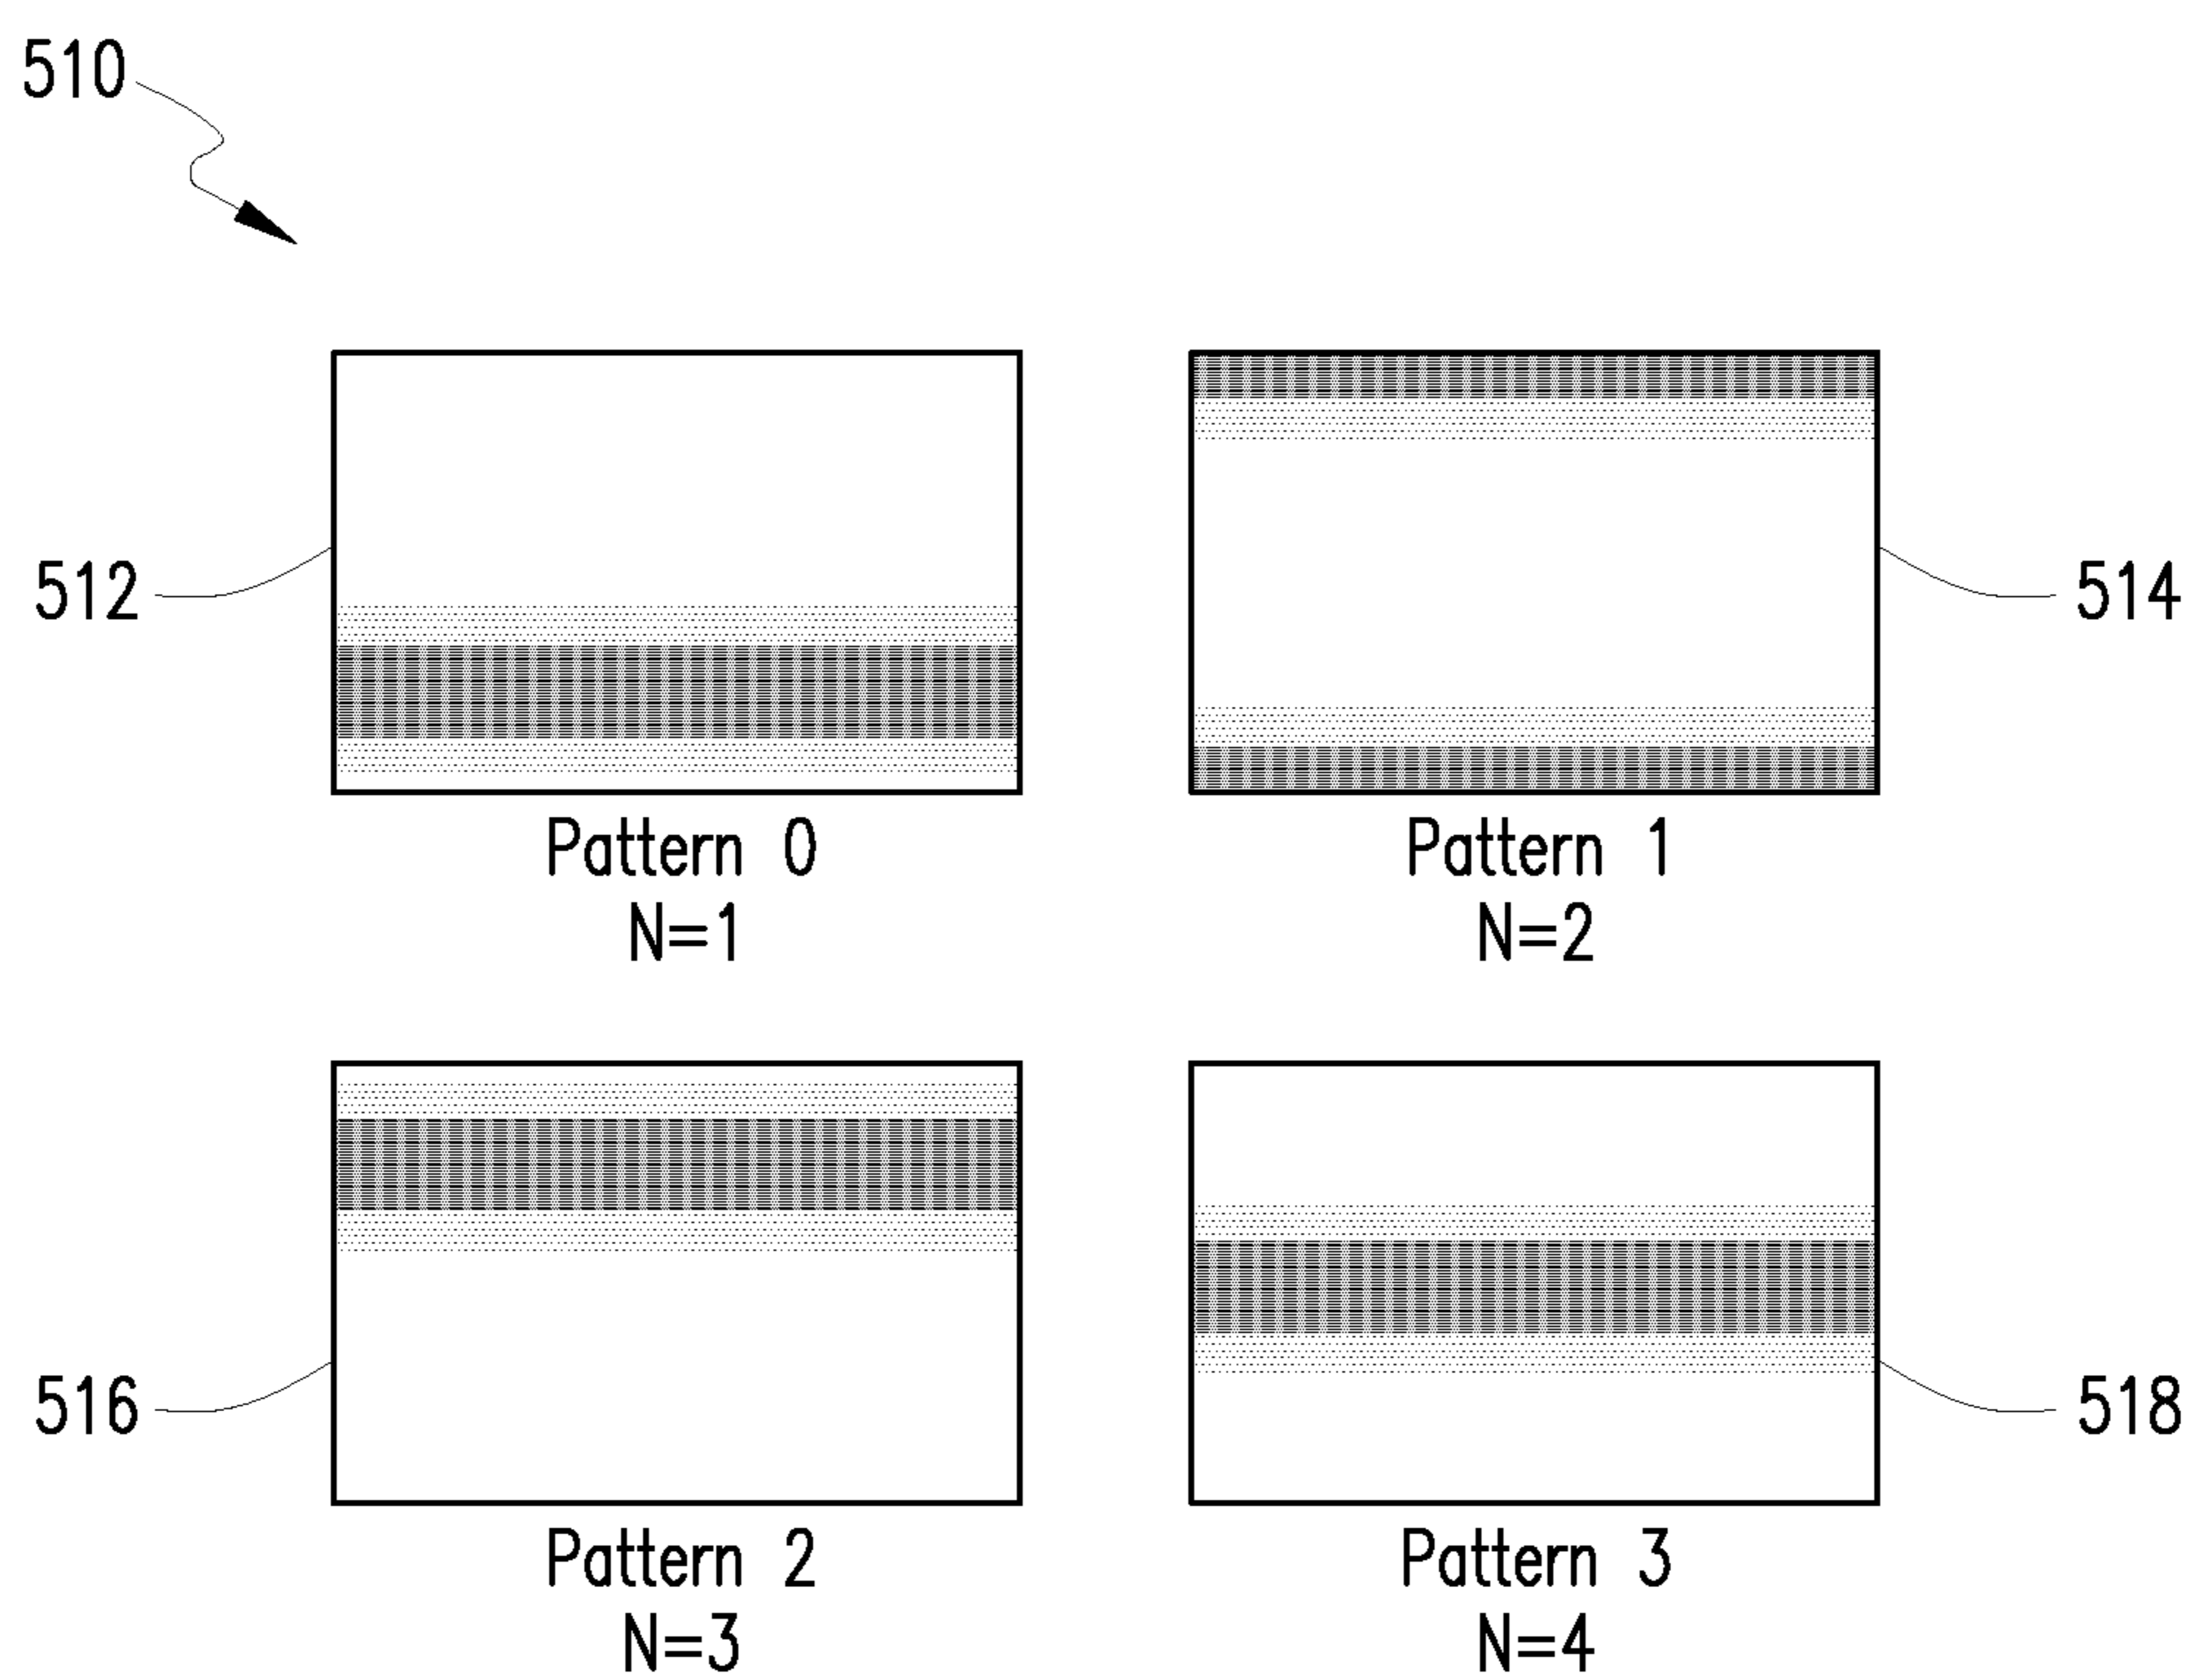 510
512
514
Pattern 0
N=1
Pattern 1
N=2
516
518
Pattern 2
N=3
Pattern 3
N=4